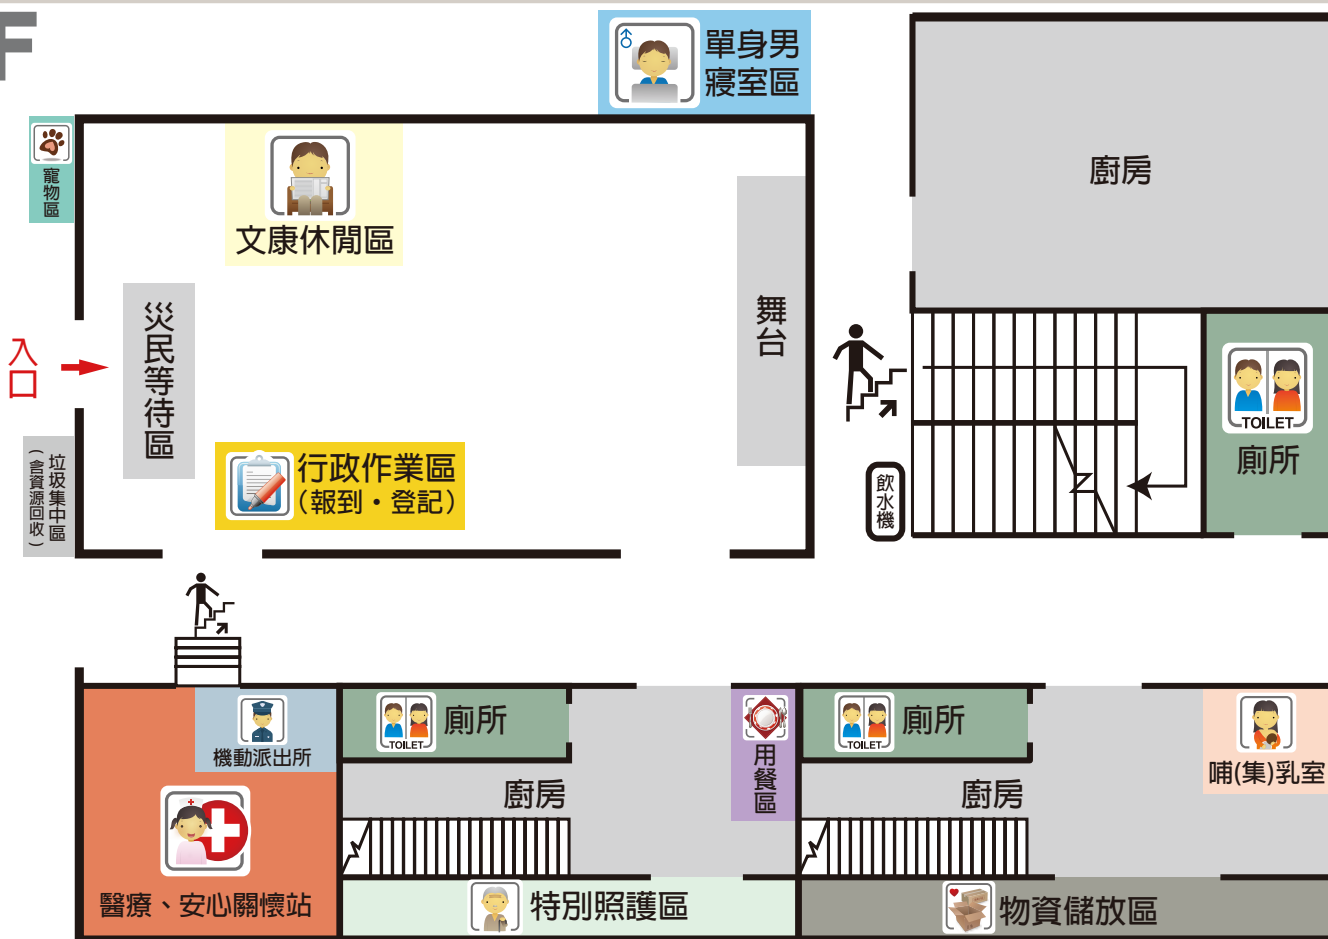 F
單身男
寢室區
寵物區
文康休閒區
廚房
災民等待區
舞台
入口
TOILET
廁所
行政作業區
(報到・登記)
飲水機
垃圾集中區
(含資源回收)
機動派出所
TOILET
廁所
用餐區
TOILET
廁所
哺(集)乳室
廚房
廚房
醫療、安心關懷站
特別照護區
物資儲放區